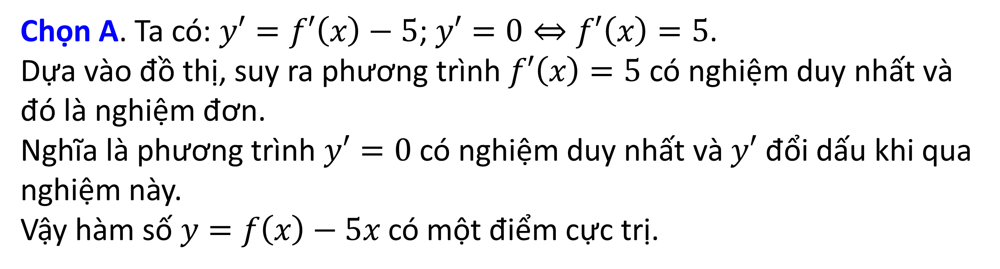 Chọn A. Ta có: y′ = f′(x) − 5; y′ = 0 ⟺ f′(x) = 5.
Dựa vào đồ thị, suy ra phương trình f′(x) = 5 có nghiệm duy nhất và
đó là nghiệm đơn.
Nghĩa là phương trình y′ = 0 có nghiệm duy nhất và y′ đổi dấu khi qua
nghiệm này.
Vậy hàm số y = f(x) − 5x có một điểm cực trị.